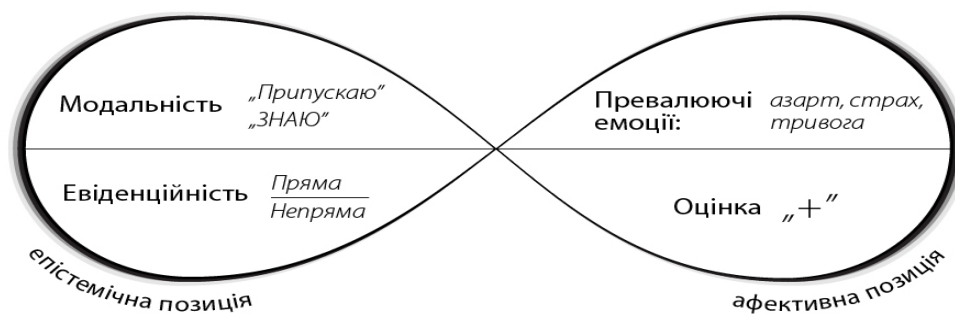 Модальність „Припускаю”
„ЗНАЮ”
Евіденційність Пряма
Непряма
епістемічна позиція
Превалюючі азарт, страх,
емоції: тривога
Оцінка „+”
афективна позиція